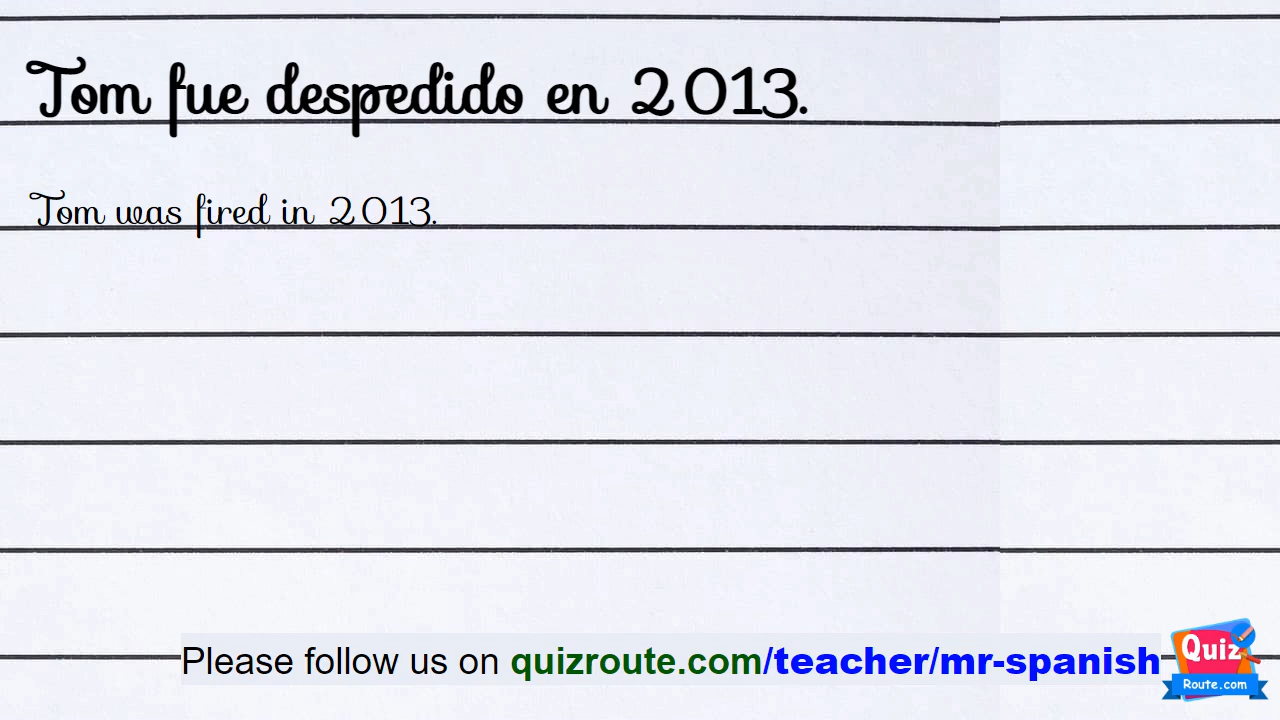 Tom fue despedido en 2013.
Tom was fired in 2013.
Please follow us on quizroute.com/teacher/mr-spanish
Quiz
Route.com